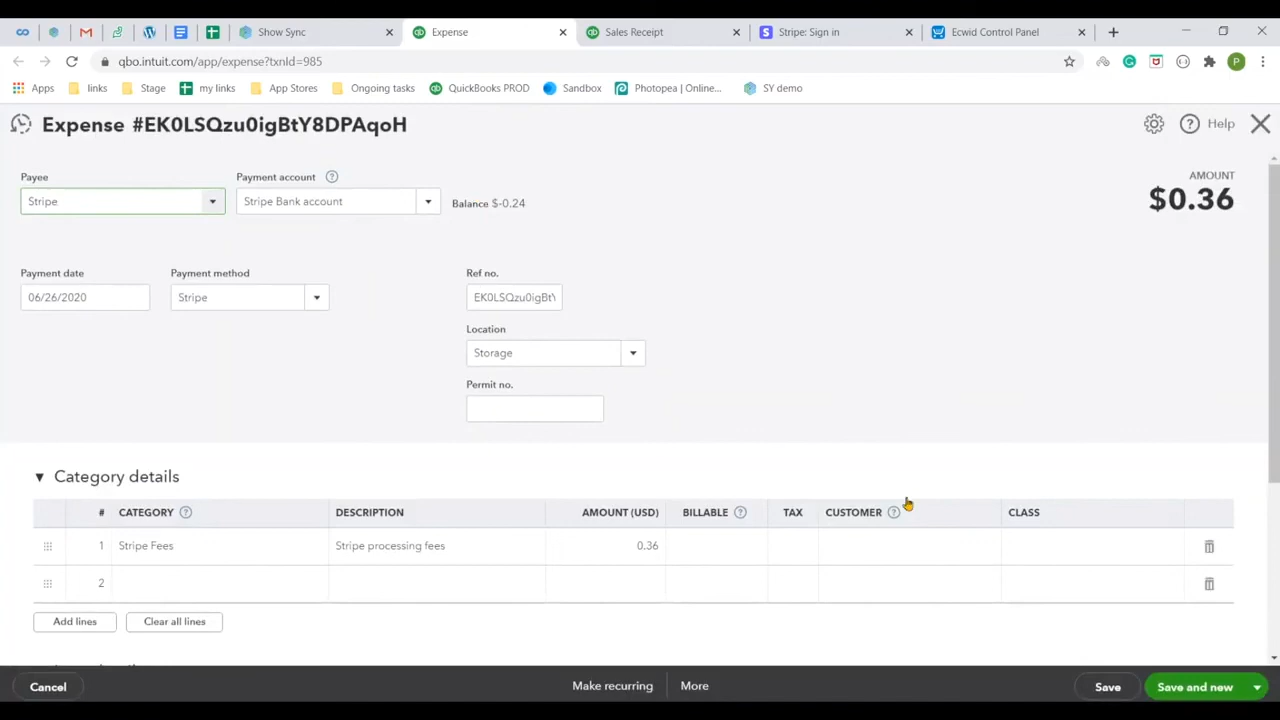 Show Sync
Expense
Sales Receipt
Stripe: Sign in
Ecwid Control Panel
qbo.intuit.com/app/expense?txnId=985
P
Apps
links
Stage
my links
App Stores
Ongoing tasks
QuickBooks PROD
Sandbox
Photopea | Online...
SY demo
Expense #EK0LSQzu0igBtY8DPAqoH
Help
Payee
Payment account
AMOUNT
Stripe
Stripe Bank account
Balance $-0.24
$0.36
Payment date
Payment method
Ref no.
06/26/2020
Stripe
EK0LSQzu0igBt
Location
Storage
Permit no.
Category details
# CATEGORY DESCRIPTION AMOUNT (USD) BILLABLE TAX CUSTOMER CLASS
1 Stripe Fees Stripe processing fees 0.36
2
Add lines
Clear all lines
Cancel
Make recurring
More
Save
Save and new